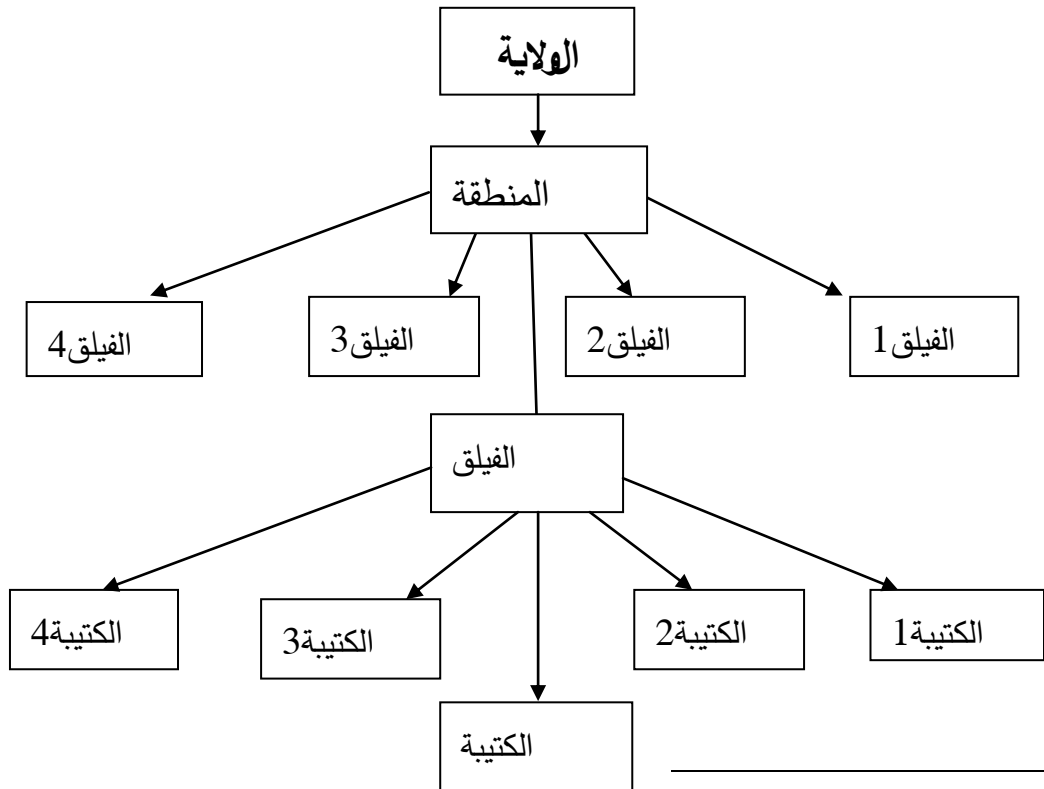 الولاية
المنطقة
الفيلق1
الفيلق2
الفيلق3
الفيلق4
الفيلق
الكتيبة1
الكتيبة2
الكتيبة3
الكتيبة4
الكتيبة